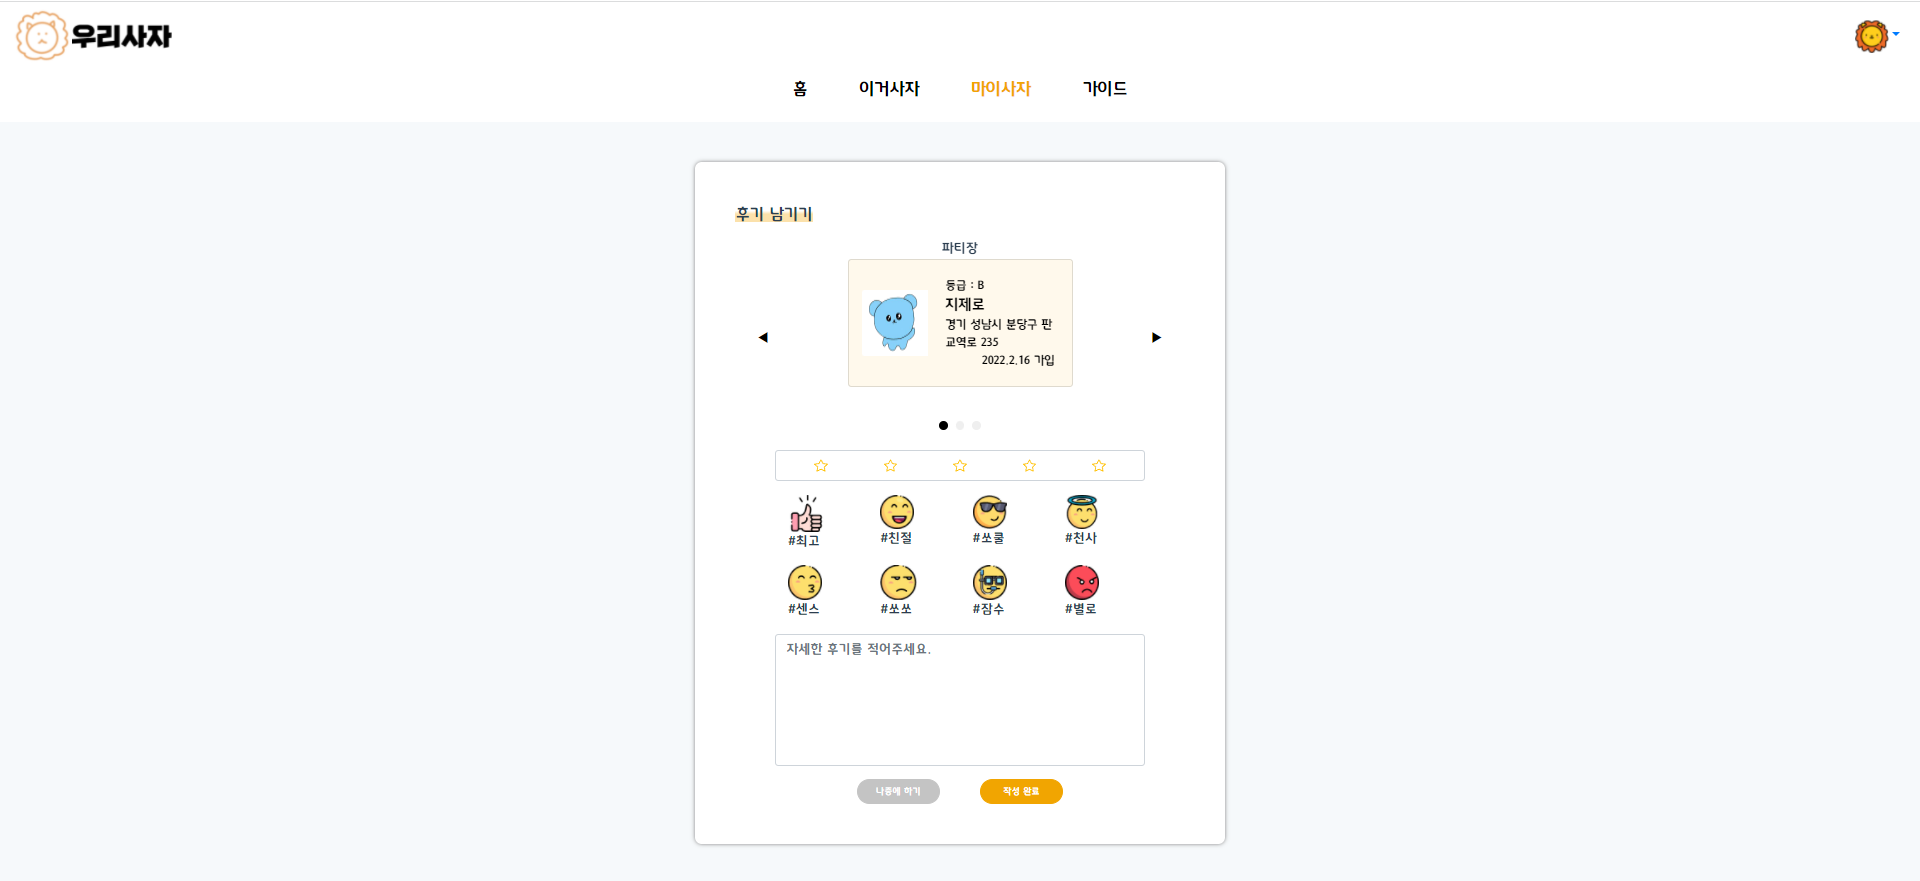 우리사자
홈 이거사자 마이사자 가이드
후기 남기기
파티장
등급 : B
지제로
경기 성남시 분당구 판
교역로 235
2022.2.16 가입
#최고 #친절 #쏘쿨 #천사
#센스 #쏘쏘 #잠수 #별로
자세한 후기를 적어주세요.
나중에 하기 작성 완료